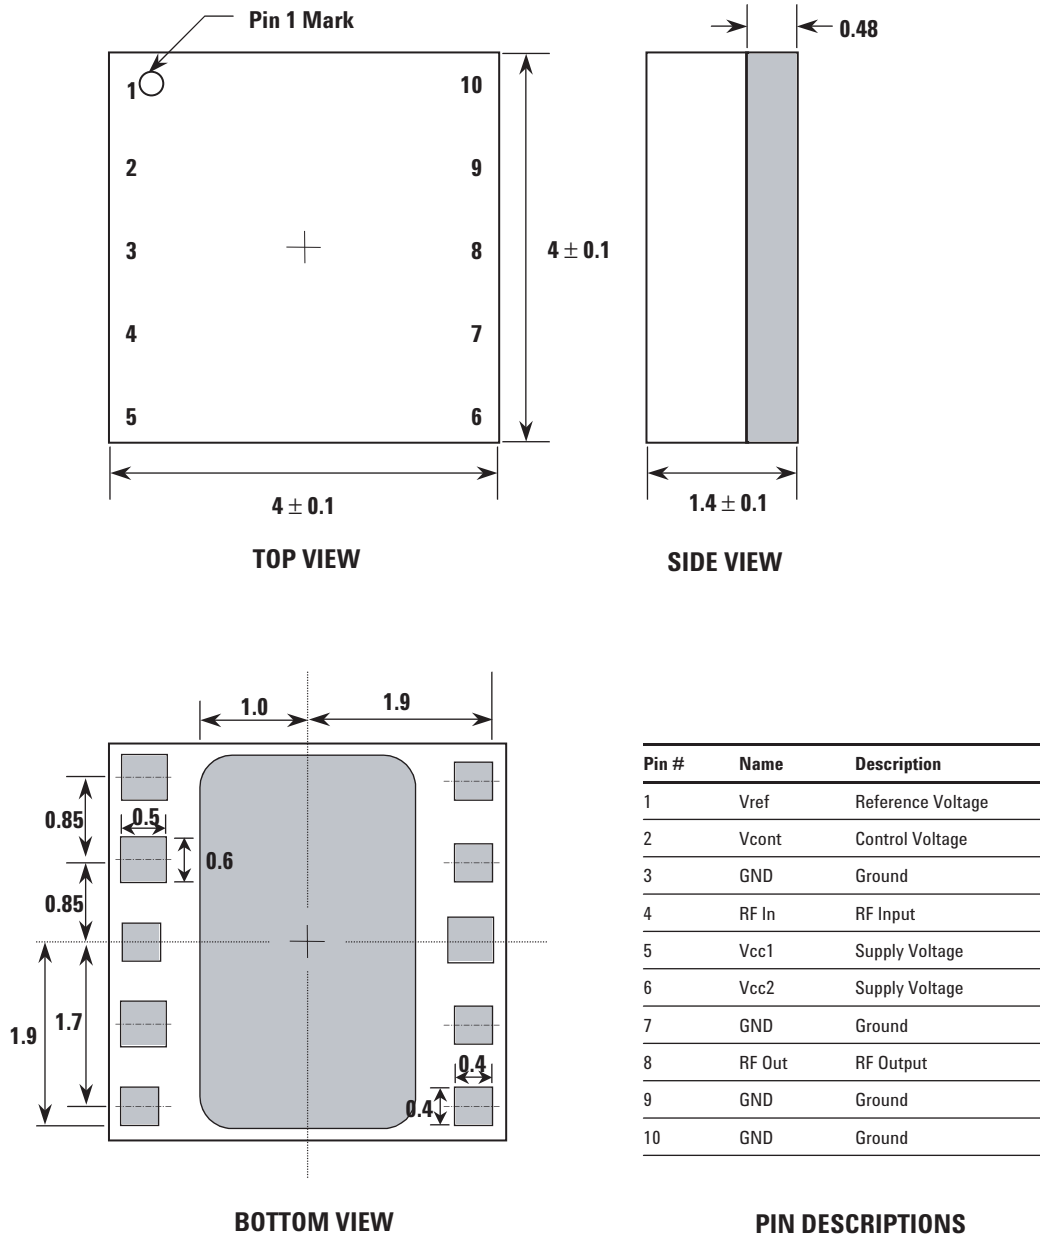 Pin 1 Mark
0.48
1
10
2
9
3
8
4 ± 0.1
4
7
5
6
4 ± 0.1
1.4 ± 0.1
TOP VIEW
SIDE VIEW
1.0
1.9
0.85
0.5
0.6
0.85
1.9
1.7
0.4
0.4
Pin # Name Description
1 Vref Reference Voltage
2 Vcont Control Voltage
3 GND Ground
4 RF In RF Input
5 Vcc1 Supply Voltage
6 Vcc2 Supply Voltage
7 GND Ground
8 RF Out RF Output
9 GND Ground
10 GND Ground
BOTTOM VIEW
PIN DESCRIPTIONS